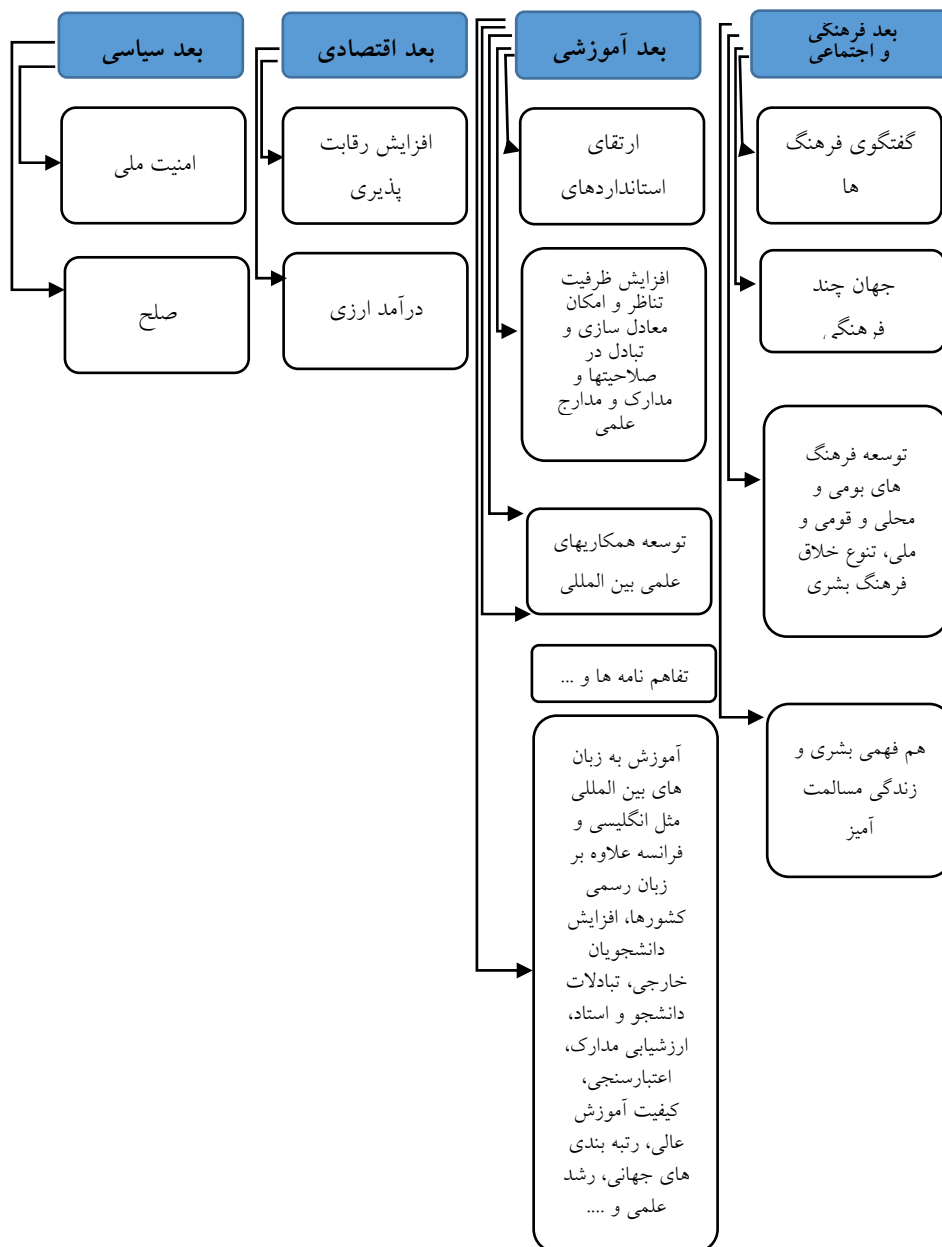 بعد فرهنگی
و اجتماعی
گفتگوی فرهنگ
ها
جهان چند
فرهنگی
توسعه فرهنگ
های بومی و
محلی و قومی و
ملی، تنوع خلاق
فرهنگ بشری
هم فهمی بشری و
زندگی مسالمت
آمیز
بعد آموزشی
ارتقای
استانداردهای
افزایش ظرفیت
تناظر و امکان
معادل سازی و
تبادل در
صلاحیتها و
مدارک و مدارج
علمی
توسعه همکاریهای
علمی بین المللی
تفاهم نامه ها و ...
آموزش به زبان
های بین المللی
مثل انگلیسی و
فرانسه علاوه بر
زبان رسمی
کشورها، افزایش
دانشجویان
خارجی، تبادلات
دانشجو و استاد،
ارزشیابی مدارک،
اعتبارسنجی،
کیفیت آموزش
عالی، رتبه بندی
های جهانی، رشد
علمی و ....
بعد اقتصادی
افزایش رقابت
پذیری
درآمد ارزی
بعد سیاسی
امنیت ملی
صلح